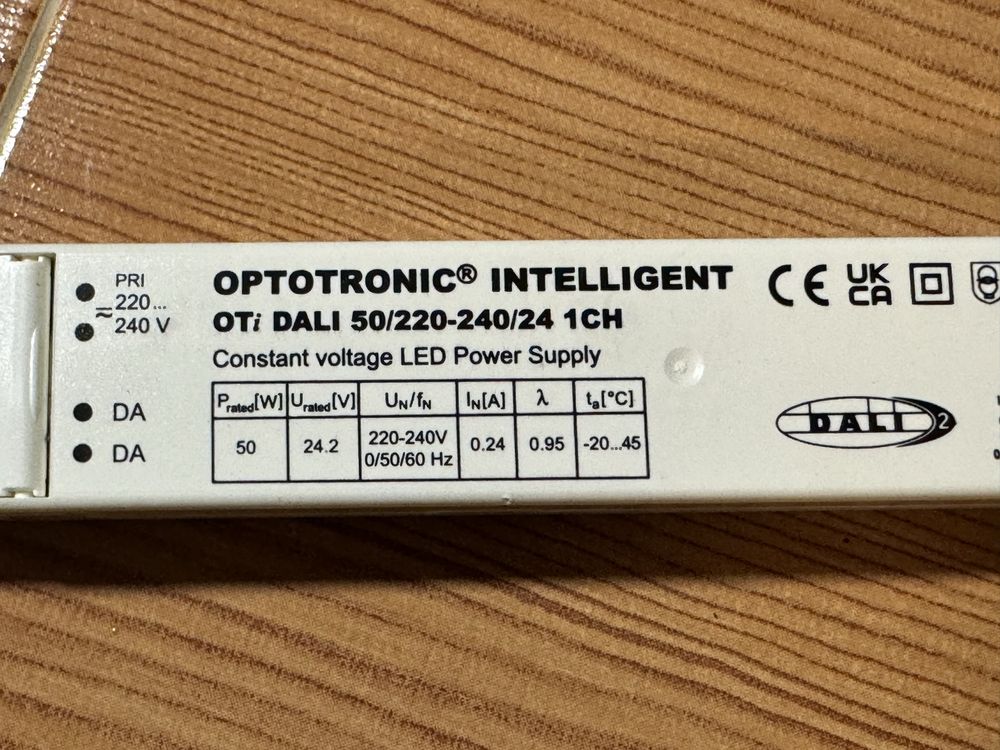 PRI
220...
≂
240 V
DA
DA
OPTOTRONIC® INTELLIGENT
OTi DALI 50/220-240/24 1CH
Constant voltage LED Power Supply
Prated[W] Urated[V] UN/fN IN[A] λ ta[°C]
50 24.2 220-240V 0.24 0.95 -20...45
0/50/60 Hz
CE UK
CA
DALI 2